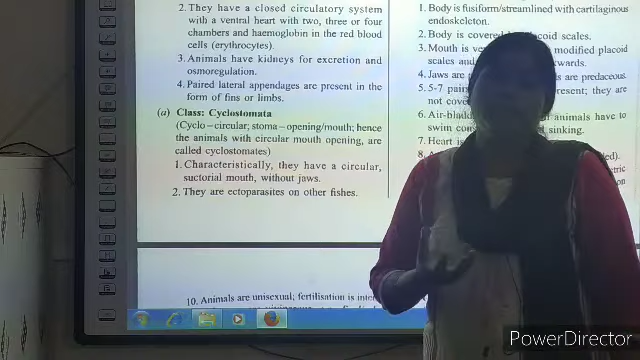 2. They have a closed circulatory system
with a ventral heart with two, three or four
chambers and haemoglobin in the red blood
cells (erythrocytes).
3. Animals have kidneys for excretion and
osmoregulation.
4. Paired lateral appendages are present in the
form of fins or limbs.
(a) Class: Cyclostomata
(Cyclo – circular; stoma – opening/mouth; hence
the animals with circular mouth opening, are
called cyclostomates)
1. Characteristically, they have a circular,
suctorial mouth, without jaws.
2. They are ectoparasites on other fishes.
10. Animals are unisexual; fertilisation is
1. Body is fusiform/streamlined with cartilaginous
endoskeleton.
2. Body is covered placoid scales.
3. Mouth is modified placoid
scales and
4. Jaws are are predaceous.
5. 5-7 present; they are
not
6. animals have to
swim sinking.
7. Heart
8.
on
PowerDirector